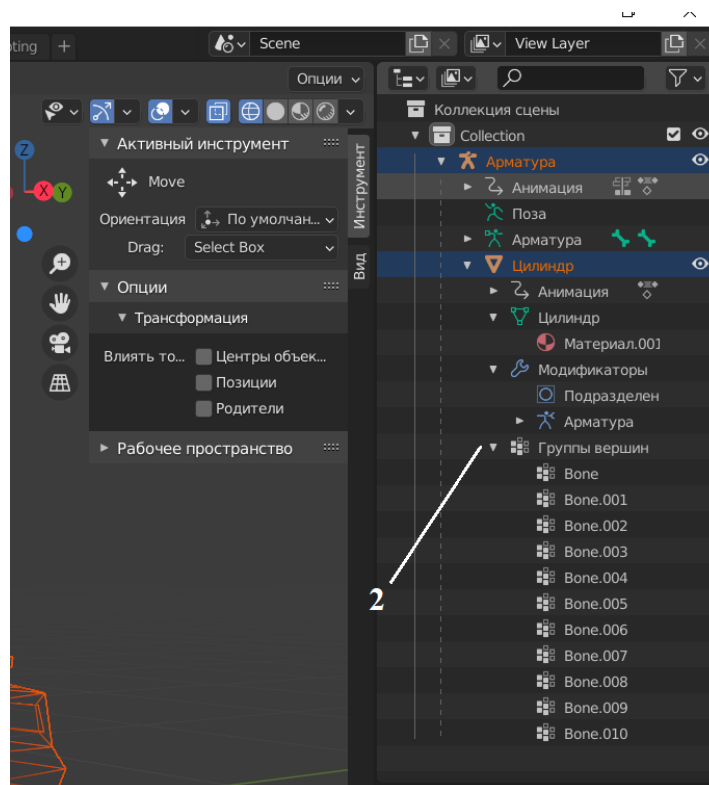 oting + Scene View Layer
Опции
Коллекция сцены
Collection
Арматура
Анимация
Поза
Арматура
Цилиндр
Анимация
Цилиндр
Материал.001
Модификаторы
Подразделен
Арматура
Группы вершин
Bone
Bone.001
Bone.002
Bone.003
Bone.004
Bone.005
Bone.006
Bone.007
Bone.008
Bone.009
Bone.010
Z
X Y
Активный инструмент
Move
Ориентация По умолчан...
Drag: Select Box
Опции
Трансформация
Влиять то... Центры объек...
Позиции
Родители
Рабочее пространство
Инструмент
Вид
2